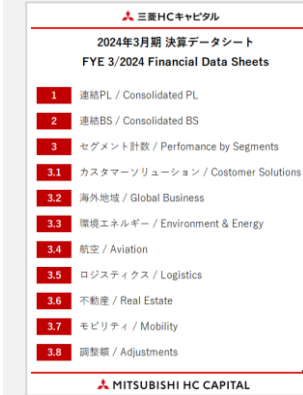 三菱HCキャピタル
2024年3月期 決算データシート
FYE 3/2024 Financial Data Sheets
1 連結PL / Consolidated PL
2 連結BS / Consolidated BS
3 セグメント計数 / Perfomance by Segments
3.1 カスタマーソリューション / Costomer Solutions
3.2 海外地域 / Global Business
3.3 環境エネルギー / Environment & Energy
3.4 航空 / Aviation
3.5 ロジスティクス / Logistics
3.6 不動産 / Real Estate
3.7 モビリティ / Mobility
3.8 調整額 / Adjustments
MITSUBISHI HC CAPITAL